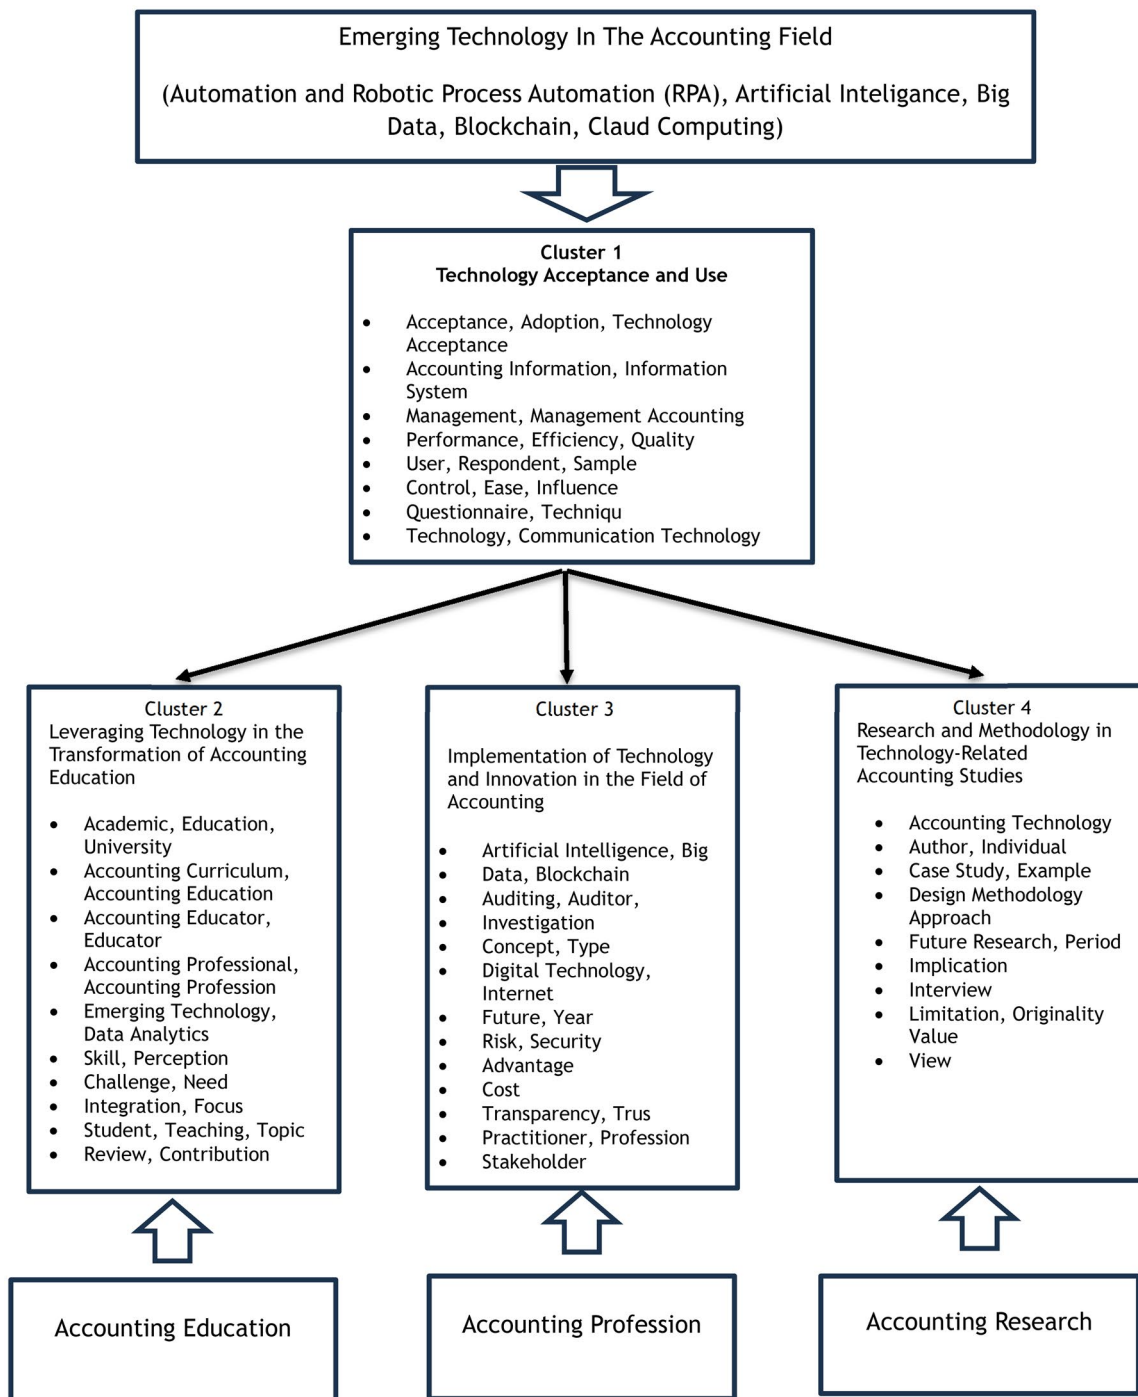 Emerging Technology In The Accounting Field
(Automation and Robotic Process Automation (RPA), Artificial Inteligance, Big
Data, Blockchain, Claud Computing)
Cluster 1
Technology Acceptance and Use
• Acceptance, Adoption, Technology
Acceptance
• Accounting Information, Information
System
• Management, Management Accounting
• Performance, Efficiency, Quality
• User, Respondent, Sample
• Control, Ease, Influence
• Questionnaire, Techniqu
• Technology, Communication Technology
Cluster 2
Leveraging Technology in the
Transformation of Accounting
Education
• Academic, Education,
University
• Accounting Curriculum,
Accounting Education
• Accounting Educator,
Educator
• Accounting Professional,
Accounting Profession
• Emerging Technology,
Data Analytics
• Skill, Perception
• Challenge, Need
• Integration, Focus
• Student, Teaching, Topic
• Review, Contribution
Cluster 3
Implementation of Technology
and Innovation in the Field of
Accounting
• Artificial Intelligence, Big
• Data, Blockchain
• Auditing, Auditor,
• Investigation
• Concept, Type
• Digital Technology,
Internet
• Future, Year
• Risk, Security
• Advantage
• Cost
• Transparency, Trus
• Practitioner, Profession
• Stakeholder
Cluster 4
Research and Methodology in
Technology-Related
Accounting Studies
• Accounting Technology
• Author, Individual
• Case Study, Example
• Design Methodology
Approach
• Future Research, Period
• Implication
• Interview
• Limitation, Originality
Value
• View
Accounting Education
Accounting Profession
Accounting Research